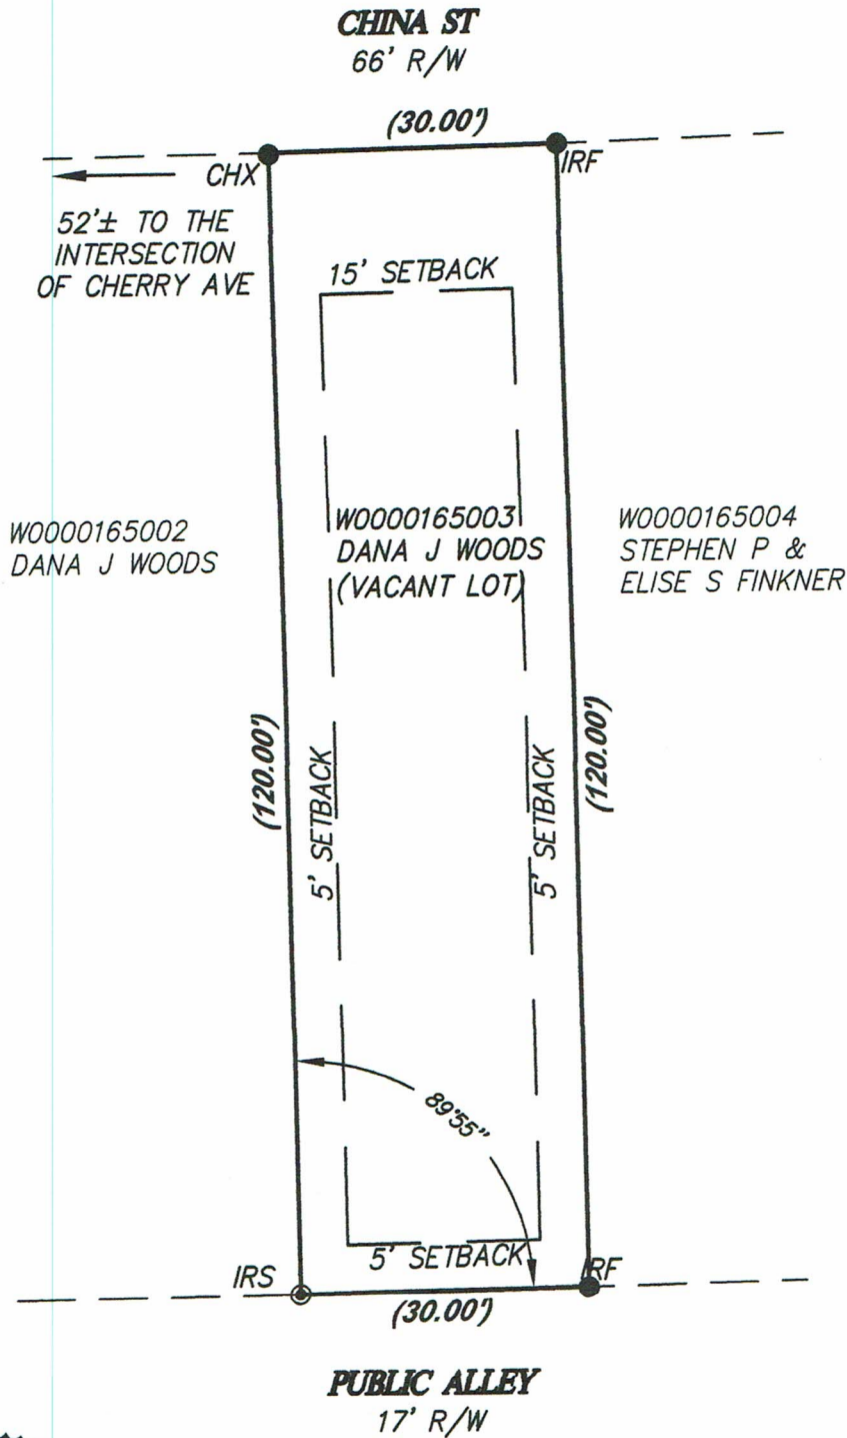 CHINA ST
66' R/W
(30.00')
CHX
IRF
52'± TO THE
INTERSECTION
OF CHERRY AVE
15' SETBACK
W0000165002
DANA J WOODS
W0000165003
DANA J WOODS
(VACANT LOT)
W0000165004
STEPHEN P &
ELISE S FINKNER
(120.00')
(120.00')
5' SETBACK
5' SETBACK
89'55"
5' SETBACK
IRS
IRF
(30.00')
PUBLIC ALLEY
17' R/W